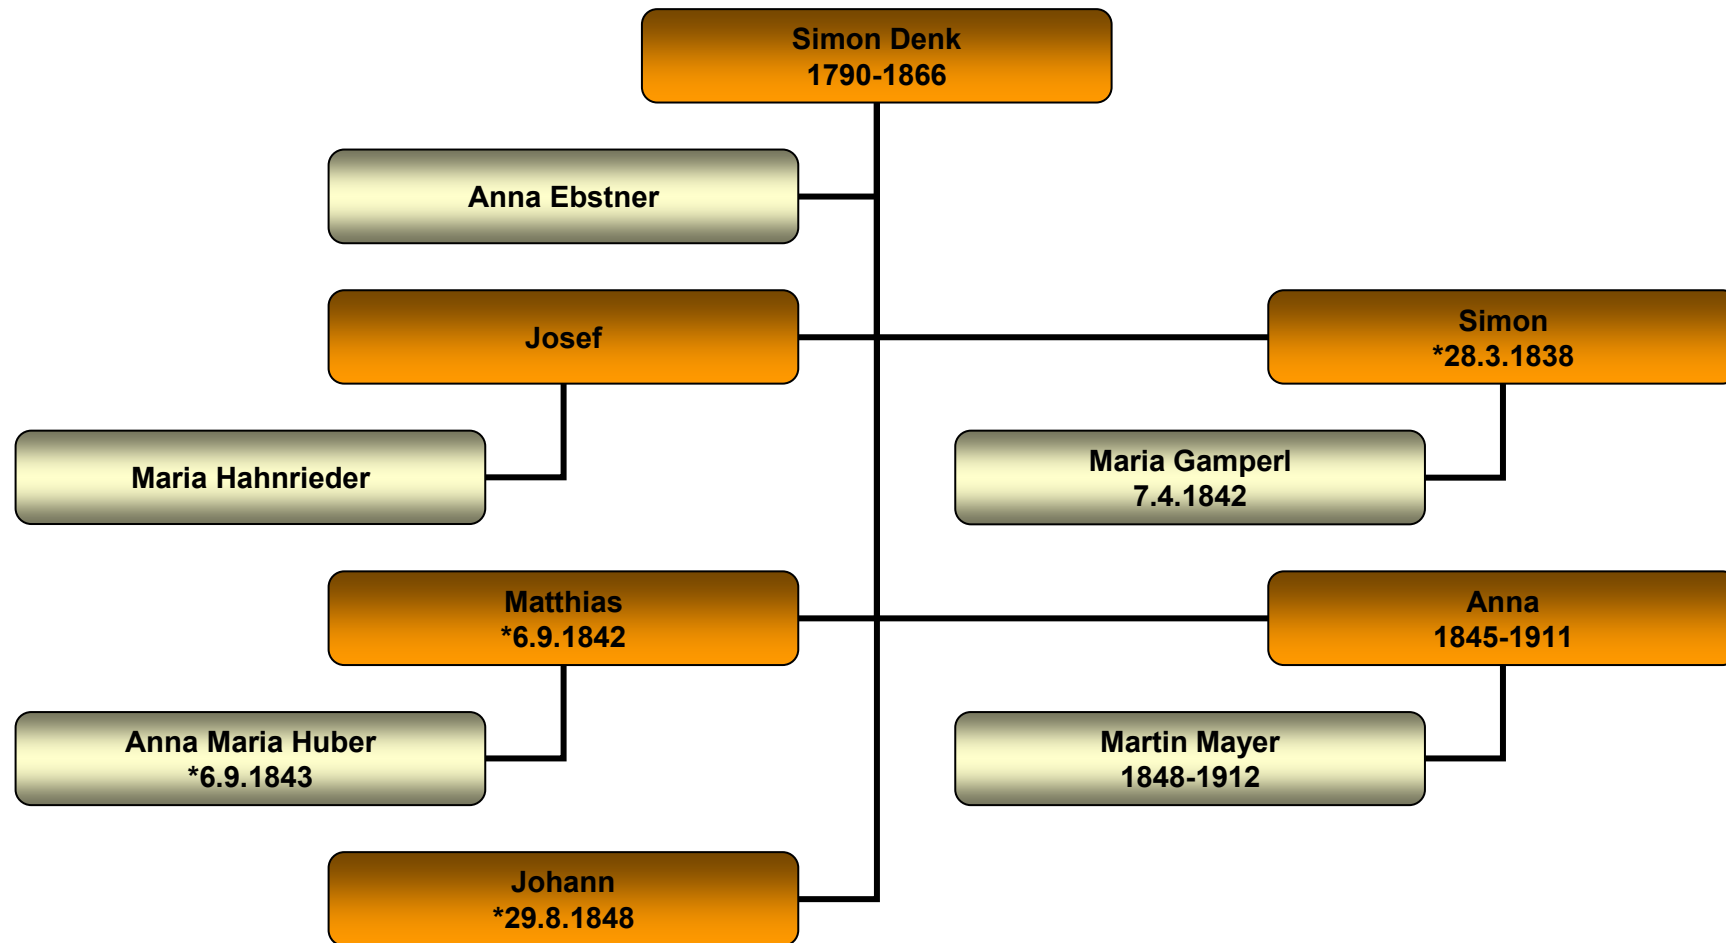 Simon Denk
1790-1866
Anna Ebstner
Josef
Simon
*28.3.1838
Maria Hahnrieder
Maria Gamperl
7.4.1842
Matthias
*6.9.1842
Anna
1845-1911
Anna Maria Huber
*6.9.1843
Martin Mayer
1848-1912
Johann
*29.8.1848